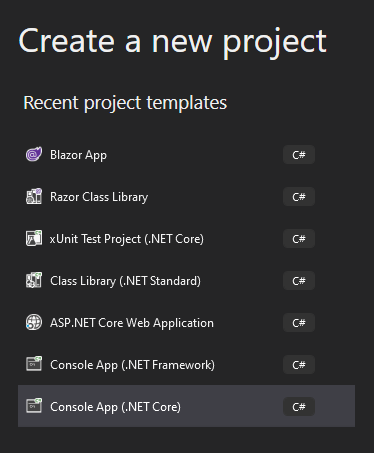 Create a new project
Recent project templates
Blazor App C#
Razor Class Library C#
xUnit Test Project (.NET Core) C#
Class Library (.NET Standard) C#
ASP.NET Core Web Application C#
Console App (.NET Framework) C#
Console App (.NET Core) C#